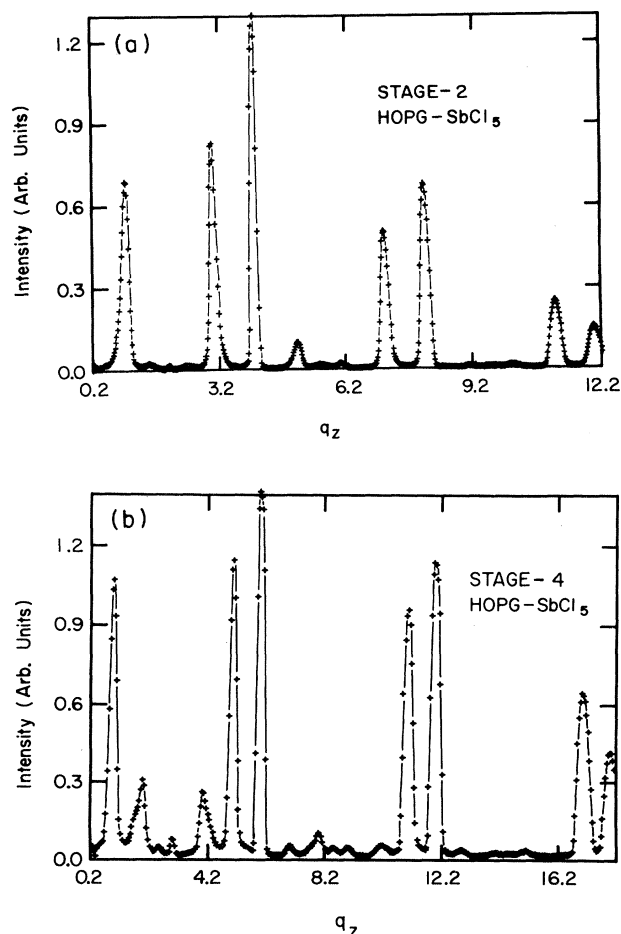 (a)
STAGE-2
HOPG-SbCl5
Intensity (Arb. Units)
1.2
0.9
0.6
0.3
0.0
0.2 3.2 6.2 9.2 12.2
qz
(b)
STAGE-4
HOPG-SbCl5
Intensity (Arb. Units)
1.2
0.9
0.6
0.3
0.0
0.2 4.2 8.2 12.2 16.2
qz